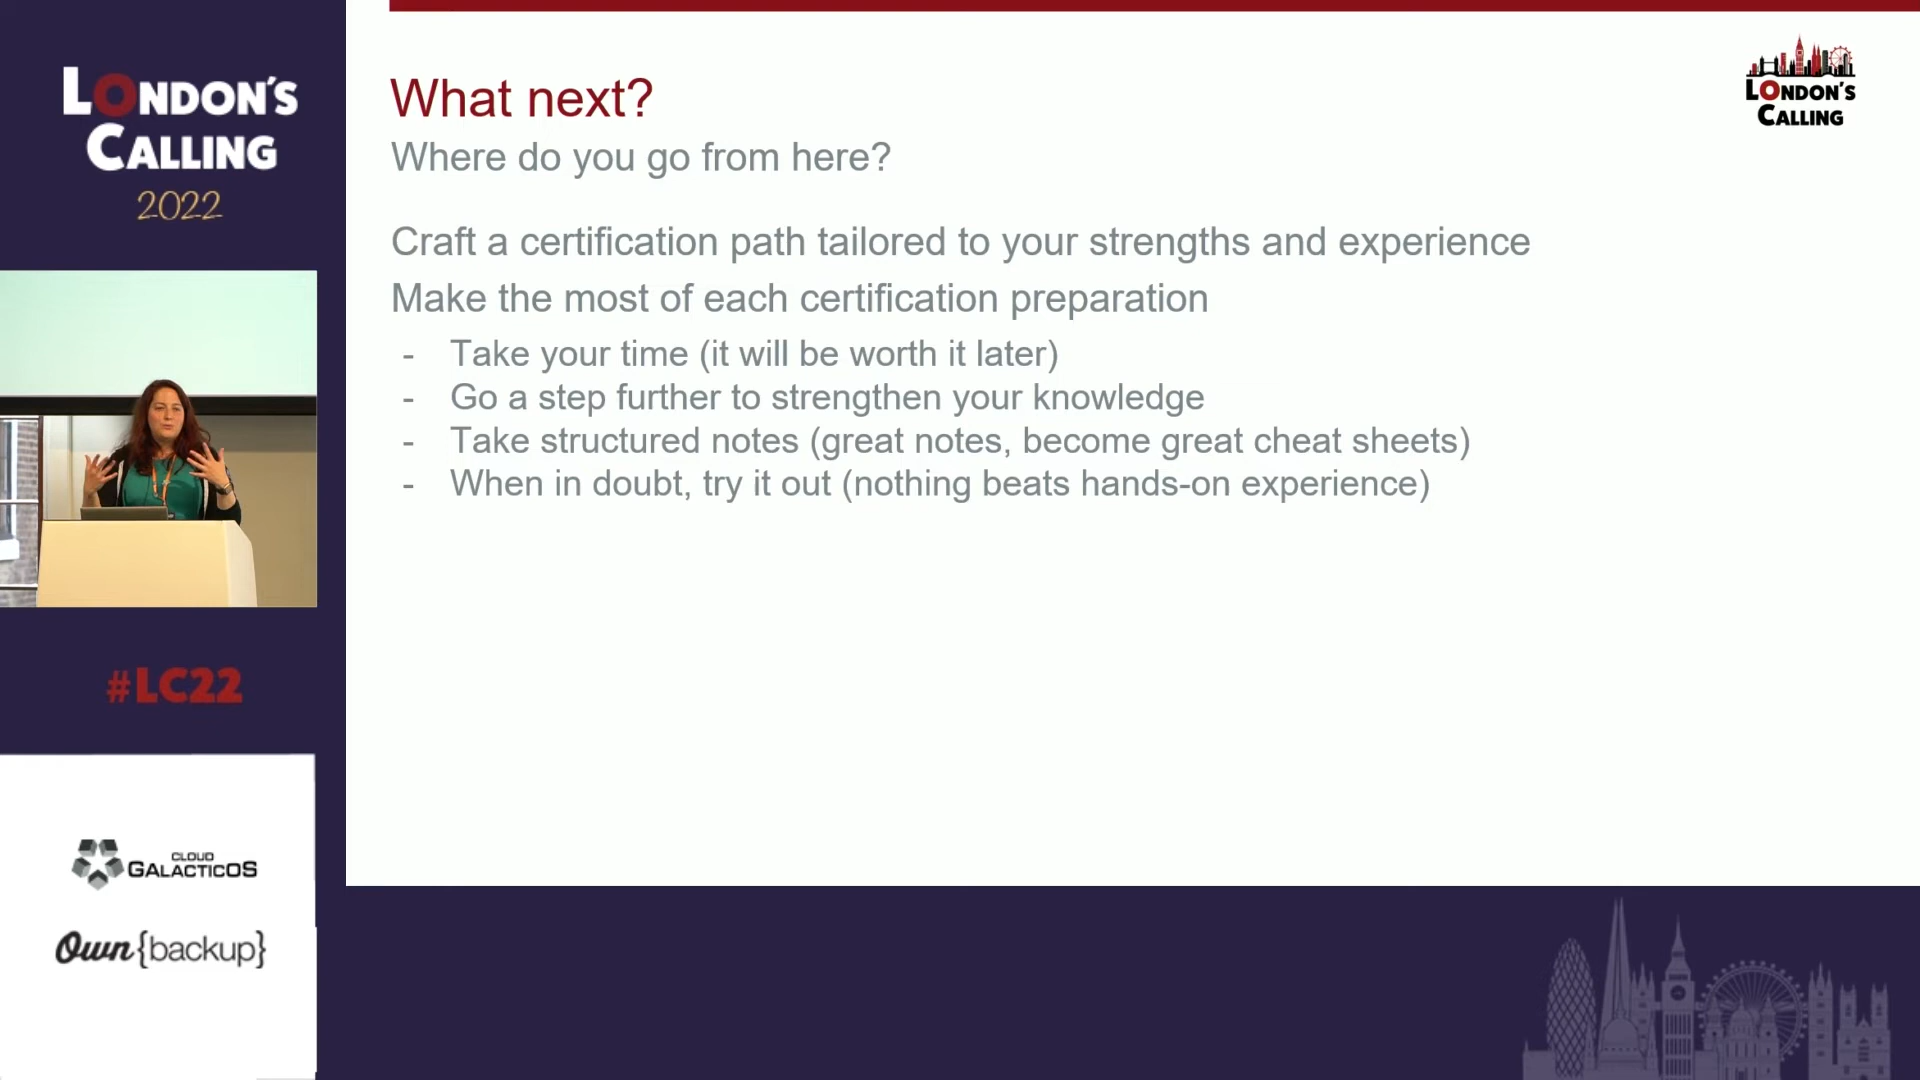 LONDON'S
CALLING
2022
#LC22
CLOUD
GALACTICOS
Own{backup}
What next?
Where do you go from here?
Craft a certification path tailored to your strengths and experience
Make the most of each certification preparation
- Take your time (it will be worth it later)
- Go a step further to strengthen your knowledge
- Take structured notes (great notes, become great cheat sheets)
- When in doubt, try it out (nothing beats hands-on experience)
LONDON'S
CALLING